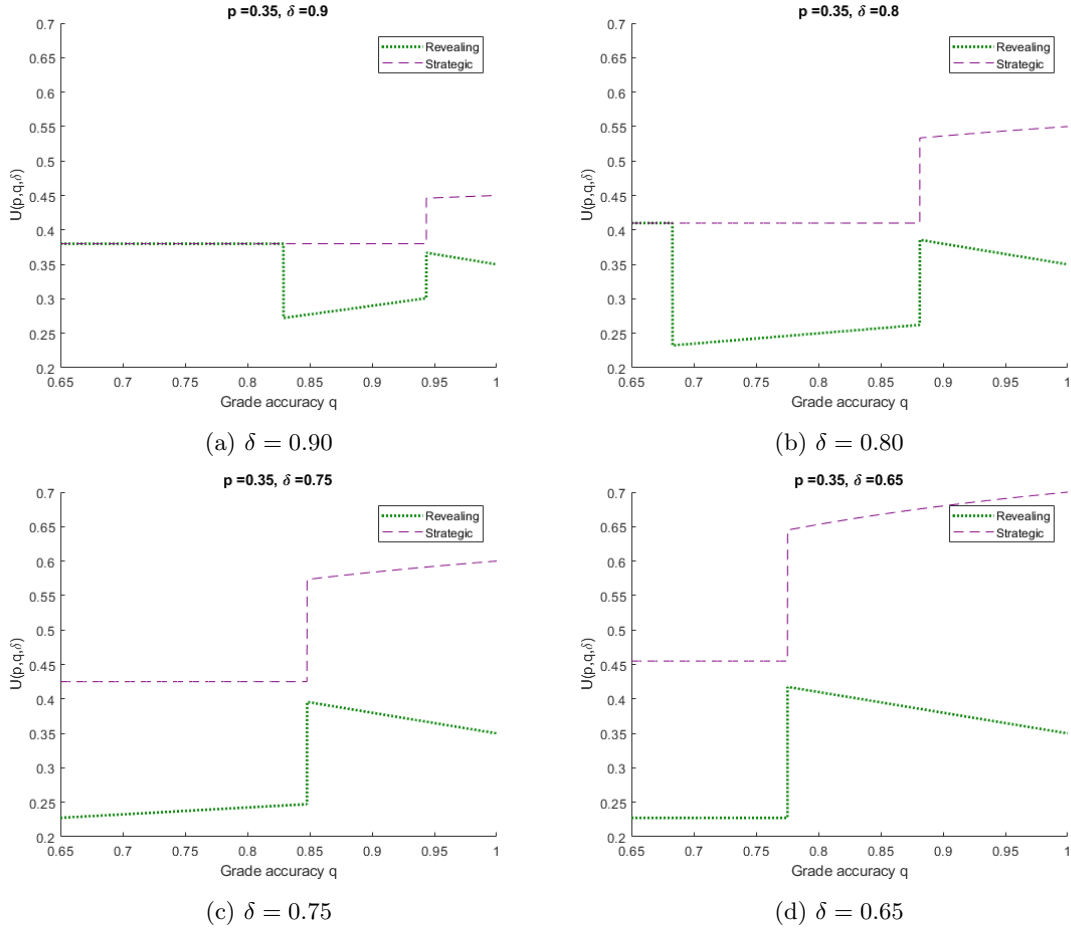 p =0.35, δ =0.9
0.7
0.65
0.6
0.55
0.5
0.45
0.4
0.35
0.3
0.25
0.2
U(p,q,δ)
Revealing
Strategic
0.65 0.7 0.75 0.8 0.85 0.9 0.95 1
Grade accuracy q
(a) δ = 0.90
p =0.35, δ =0.8
0.7
0.65
0.6
0.55
0.5
0.45
0.4
0.35
0.3
0.25
0.2
U(p,q,δ)
Revealing
Strategic
0.65 0.7 0.75 0.8 0.85 0.9 0.95 1
Grade accuracy q
(b) δ = 0.80
p =0.35, δ =0.75
0.7
0.65
0.6
0.55
0.5
0.45
0.4
0.35
0.3
0.25
0.2
U(p,q,δ)
Revealing
Strategic
0.65 0.7 0.75 0.8 0.85 0.9 0.95 1
Grade accuracy q
(c) δ = 0.75
p =0.35, δ =0.65
0.7
0.65
0.6
0.55
0.5
0.45
0.4
0.35
0.3
0.25
0.2
U(p,q,δ)
Revealing
Strategic
0.65 0.7 0.75 0.8 0.85 0.9 0.95 1
Grade accuracy q
(d) δ = 0.65